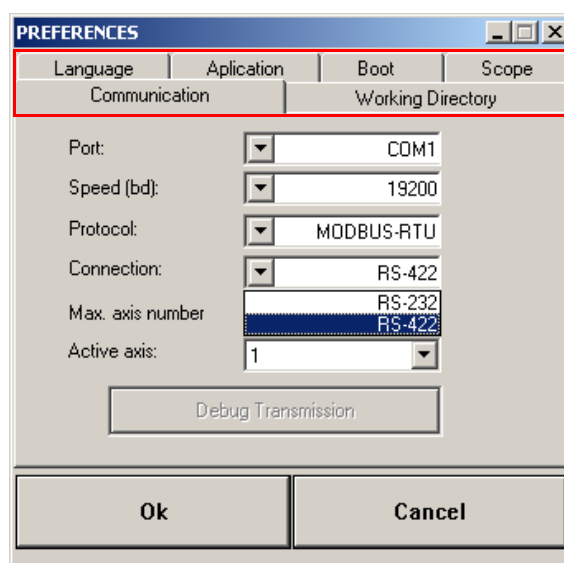 PREFERENCES
Language Aplication Boot Scope
Communication Working Directory
Port: COM1
Speed (bd): 19200
Protocol: MODBUS-RTU
Connection: RS-422
RS-232
Max. axis number RS-422
Active axis: 1
Debug Transmission
Ok Cancel